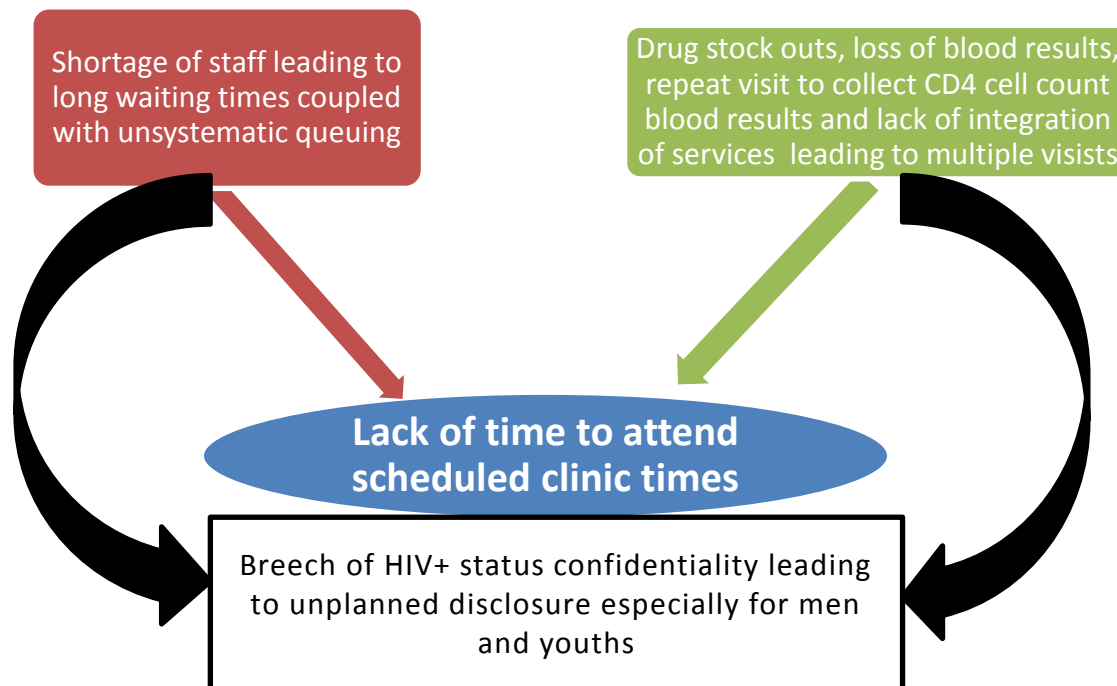 Shortage of staff leading to
long waiting times coupled
with unsystematic queuing
Drug stock outs, loss of blood results,
repeat visit to collect CD4 cell count
blood results and lack of integration
of services leading to multiple visists
Lack of time to attend
scheduled clinic times
Breech of HIV+ status confidentiality leading
to unplanned disclosure especially for men
and youths